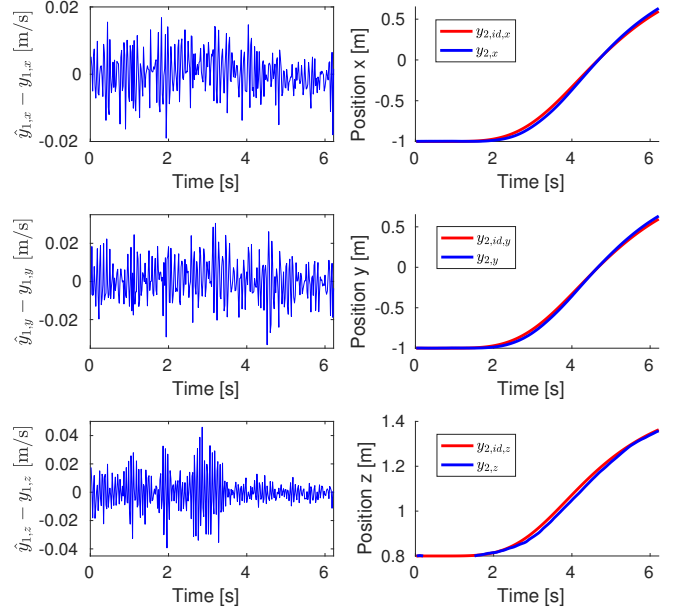 0.02
0
-0.02
0 2 4 6
Time [s]
ŷ₁,ₓ − y₁,ₓ [m/s]
0.5
0
-0.5
-1
0 2 4 6
Time [s]
Position x [m]
y₂,id,x
y₂,x
0.02
0
-0.02
0 2 4 6
Time [s]
ŷ₁,y − y₁,y [m/s]
0.5
0
-0.5
-1
0 2 4 6
Time [s]
Position y [m]
y₂,id,y
y₂,y
0.04
0.02
0
-0.02
-0.04
0 2 4 6
Time [s]
ŷ₁,z − y₁,z [m/s]
1.4
1.2
1
0.8
0 2 4 6
Time [s]
Position z [m]
y₂,id,z
y₂,z